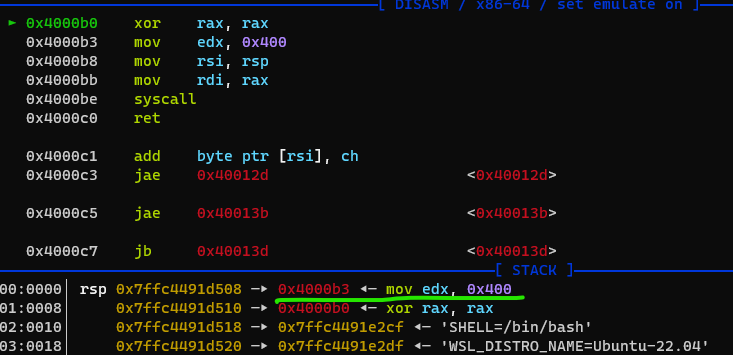 [ DISASM / x86-64 / set emulate on ]
► 0x4000b0 xor rax, rax
0x4000b3 mov edx, 0x400
0x4000b8 mov rsi, rsp
0x4000bb mov rdi, rax
0x4000be syscall
0x4000c0 ret
0x4000c1 add byte ptr [rsi], ch
0x4000c3 jae 0x40012d <0x40012d>
0x4000c5 jae 0x40013b <0x40013b>
0x4000c7 jb 0x40013d <0x40013d>
[ STACK ]
00:0000│ rsp 0x7ffc4491d508 —▸ 0x4000b3 ◂— mov edx, 0x400
01:0008│ 0x7ffc4491d510 —▸ 0x4000b0 ◂— xor rax, rax
02:0010│ 0x7ffc4491d518 —▸ 0x7ffc4491e2cf ◂— 'SHELL=/bin/bash'
03:0018│ 0x7ffc4491d520 —▸ 0x7ffc4491e2df ◂— 'WSL_DISTRO_NAME=Ubuntu-22.04'